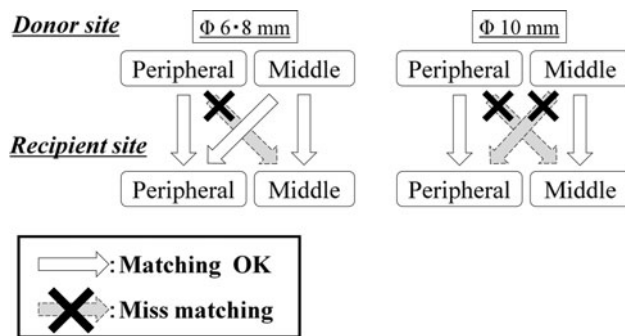 Donor site
Φ 6・8 mm
Φ 10 mm
Peripheral
Middle
Peripheral
Middle
Recipient site
Peripheral
Middle
Peripheral
Middle
: Matching OK
: Miss matching